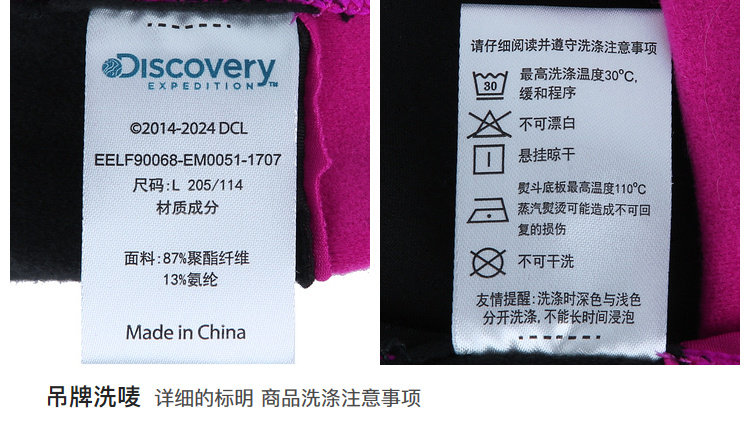 Discovery™
EXPEDITION
©2014-2024 DCL
EELF90068-EM0051-1707
尺码:L 205/114
材质成分
面料:87%聚酯纤维
13%氨纶
Made in China
请仔细阅读并遵守洗涤注意事项
30
最高洗涤温度30°C,
缓和程序
不可漂白
悬挂晾干
熨斗底板最高温度110°C
蒸汽熨烫可能造成不可回
复的损伤
不可干洗
友情提醒:洗涤时深色与浅色
分开洗涤,不能长时间浸泡
吊牌洗唛 详细的标明 商品洗涤注意事项